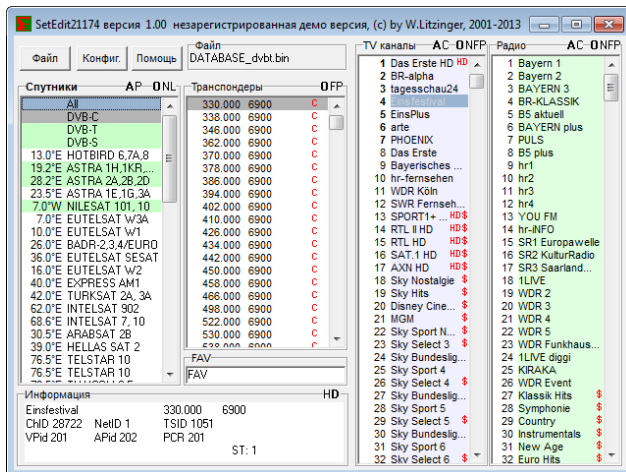 SetEdit21174 версия 1.00 незарегистрированная демо версия, (c) by W.Litzinger, 2001-2013
Файл
Конфиг.
Помощь
Файл
DATABASE_dvbt.bin
Спутники AP ONL
All
DVB-C
DVB-T
DVB-S
13.0°E HOTBIRD 6,7A,8
19.2°E ASTRA 1H,1KR,...
28.2°E ASTRA 2A,2B,2D
23.5°E ASTRA 1E,1G,3A
7.0°W NILESAT 101, 10
7.0°E EUTELSAT W3A
10.0°E EUTELSAT W1
26.0°E BADR-2,3,4/EURO
36.0°E EUTELSAT SESAT
16.0°E EUTELSAT W2
40.0°E EXPRESS AM1
42.0°E TURKSAT 2A, 3A
62.0°E INTELSAT 902
68.6°E INTELSAT 7, 10
30.5°E ARABSAT 2B
39.0°E HELLAS SAT 2
76.5°E TELSTAR 10
76.5°E TELSTAR 10
Транспондеры OFP
330.000 6900 C
338.000 6900 C
346.000 6900 C
362.000 6900 C
370.000 6900 C
378.000 6900 C
386.000 6900 C
394.000 6900 C
402.000 6900 C
410.000 6900 C
426.000 6900 C
434.000 6900 C
442.000 6900 C
450.000 6900 C
458.000 6900 C
466.000 6900 C
498.000 6900 C
522.000 6900 C
530.000 6900 C
538.000 6900 C
FAV
FAV
TV каналы AC-ONFP
1 Das Erste HD HD
2 BR-alpha
3 tagesschau24
4 Einsfestival
5 EinsPlus
6 arte
7 PHOENIX
8 Das Erste
9 Bayerisches ...
10 hr-fernsehen
11 WDR Köln
12 SWR Fernseh...
13 SPORT1+ ... HD$
14 RTL II HD HD$
15 RTL HD HD$
16 SAT.1 HD HD$
17 AXN HD HD$
18 Sky Nostalgie $
19 Sky Hits $
20 Disney Cine... $
21 MGM $
22 Sky Sport N... $
23 Sky Select 3 $
24 Sky Bundeslig...
25 Sky Sport 4
26 Sky Select 4 $
27 Sky Bundeslig...
28 Sky Sport 5
29 Sky Select 5 $
30 Sky Bundeslig...
31 Sky Sport 6
32 Sky Select 6 $
Радио AC-ONFP
1 Bayern 1
2 Bayern 2
3 BAYERN 3
4 BR-KLASSIK
5 B5 aktuell
6 BAYERN plus
7 PULS
8 B5 plus
9 hr1
10 hr2
11 hr3
12 hr4
13 YOU FM
14 hr-iNFO
15 SR1 Europawelle
16 SR2 KulturRadio
17 SR3 Saarland...
18 1LIVE
19 WDR 2
20 WDR 3
21 WDR 4
22 WDR 5
23 WDR Funkhaus...
24 1LIVE diggi
25 KIRAKA
26 WDR Event
27 Klassik Hits $
28 Symphonie $
29 Country $
30 Instrumentals $
31 New Age $
32 Euro Hits $
Информация HD
Einsfestival 330.000 6900
ChID 28722 NetID 1 TSID 1051
VPid 201 APid 202 PCR 201
ST: 1